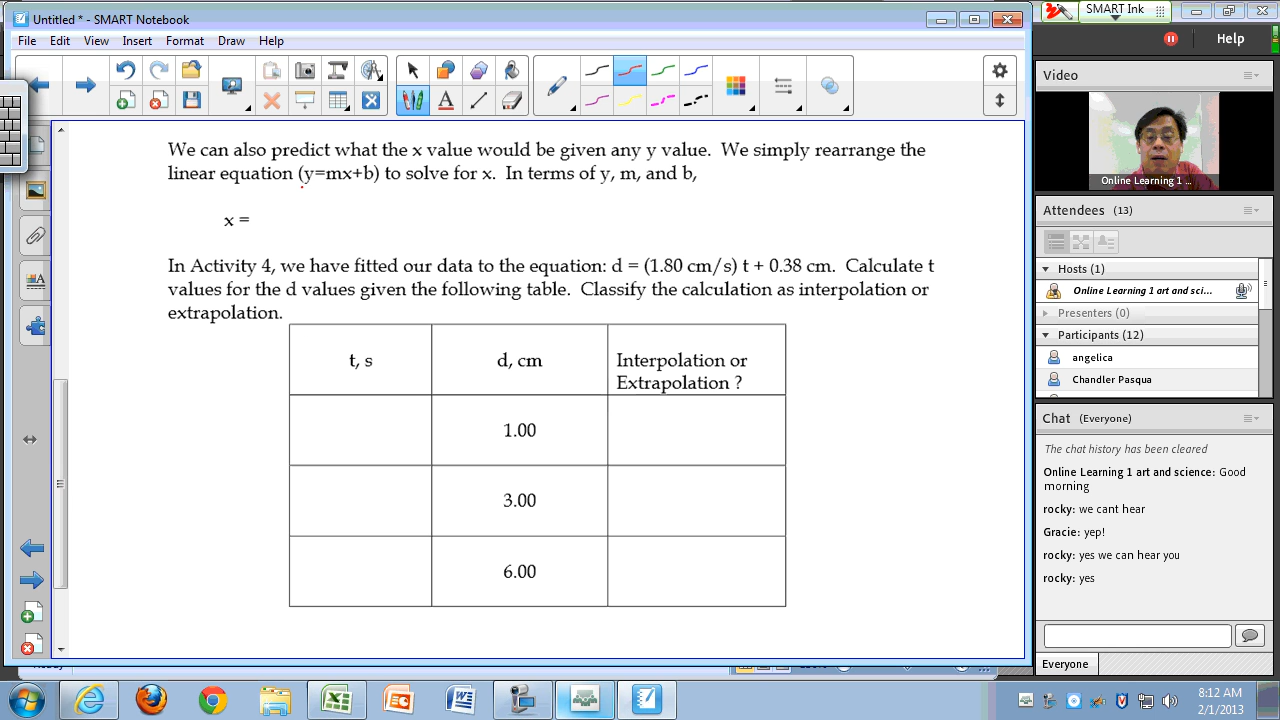 Untitled * - SMART Notebook
SMART Ink
File Edit View Insert Format Draw Help
Help
We can also predict what the x value would be given any y value. We simply rearrange the
linear equation (y=mx+b) to solve for x. In terms of y, m, and b,
x =
In Activity 4, we have fitted our data to the equation: d = (1.80 cm/s) t + 0.38 cm. Calculate t
values for the d values given the following table. Classify the calculation as interpolation or
extrapolation.
t, s
d, cm
Interpolation or
Extrapolation ?
1.00
3.00
6.00
Video
Online Learning 1 ...
Attendees (13)
Hosts (1)
Online Learning 1 art and sci...
Presenters (0)
Participants (12)
angelica
Chandler Pasqua
Chat (Everyone)
The chat history has been cleared
Online Learning 1 art and science: Good
morning
rocky: we cant hear
Gracie: yep!
rocky: yes we can hear you
rocky: yes
Everyone
8:12 AM
2/1/2013